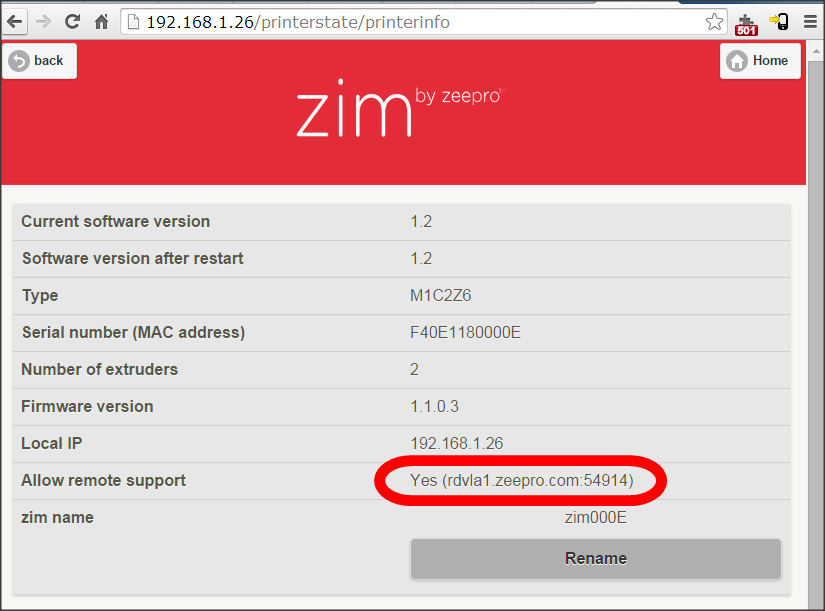 192.168.1.26/printerstate/printerinfo
501
back
Home
zim by zeepro™
Current software version 1.2
Software version after restart 1.2
Type M1C2Z6
Serial number (MAC address) F40E1180000E
Number of extruders 2
Firmware version 1.1.0.3
Local IP 192.168.1.26
Allow remote support Yes (rdvla1.zeepro.com:54914)
zim name zim000E
Rename